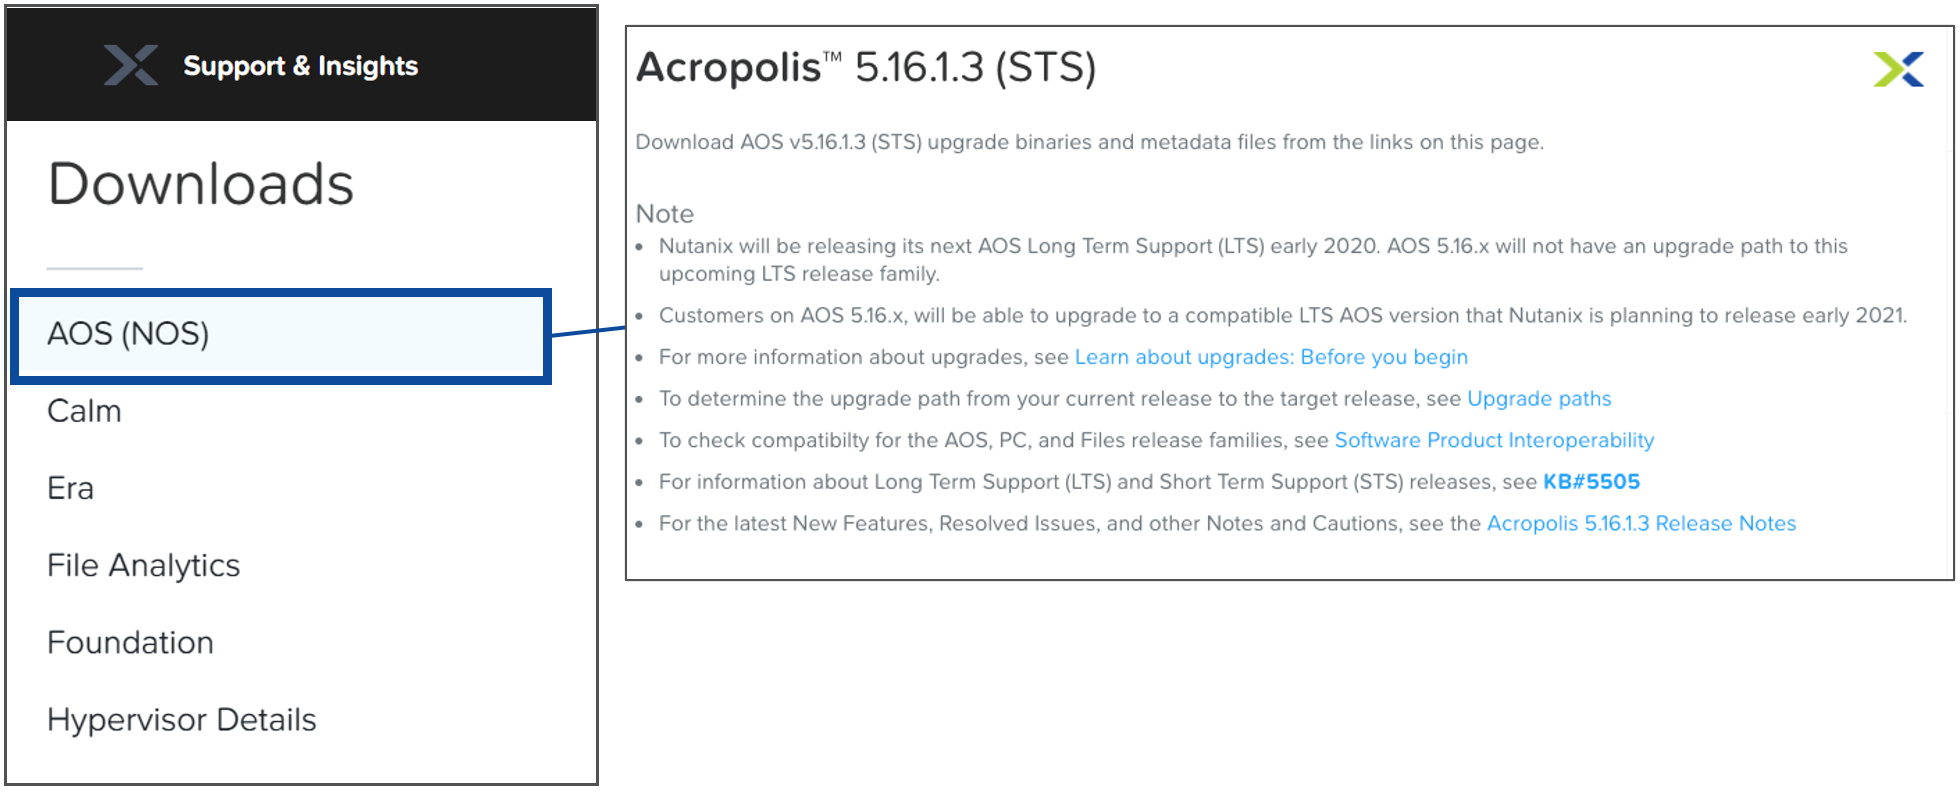 Support & Insights
Downloads
AOS (NOS)
Calm
Era
File Analytics
Foundation
Hypervisor Details
Acropolis™ 5.16.1.3 (STS)
Download AOS v5.16.1.3 (STS) upgrade binaries and metadata files from the links on this page.
Note
• Nutanix will be releasing its next AOS Long Term Support (LTS) early 2020. AOS 5.16.x will not have an upgrade path to this
upcoming LTS release family.
• Customers on AOS 5.16.x, will be able to upgrade to a compatible LTS AOS version that Nutanix is planning to release early 2021.
• For more information about upgrades, see Learn about upgrades: Before you begin
• To determine the upgrade path from your current release to the target release, see Upgrade paths
• To check compatibilty for the AOS, PC, and Files release families, see Software Product Interoperability
• For information about Long Term Support (LTS) and Short Term Support (STS) releases, see KB#5505
• For the latest New Features, Resolved Issues, and other Notes and Cautions, see the Acropolis 5.16.1.3 Release Notes